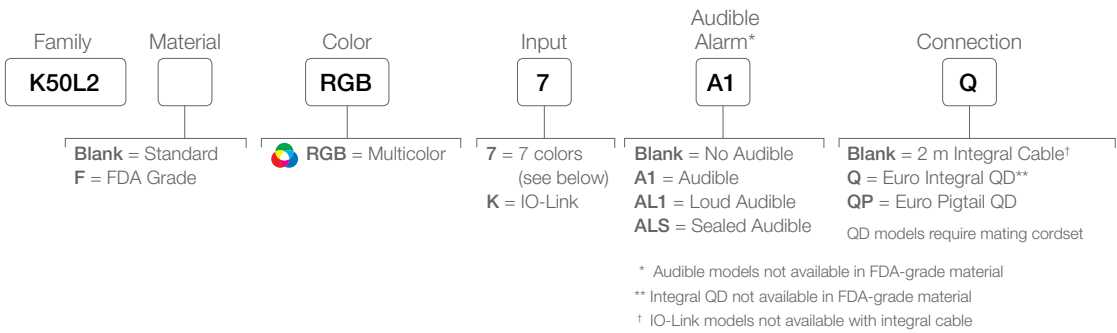 Family
Material
Color
Input
Audible
Alarm*
Connection
K50L2
RGB
7
A1
Q
Blank = Standard
F = FDA Grade
RGB = Multicolor
7 = 7 colors
(see below)
K = IO-Link
Blank = No Audible
A1 = Audible
AL1 = Loud Audible
ALS = Sealed Audible
Blank = 2 m Integral Cable†
Q = Euro Integral QD**
QP = Euro Pigtail QD
QD models require mating cordset
* Audible models not available in FDA-grade material
** Integral QD not available in FDA-grade material
† IO-Link models not available with integral cable